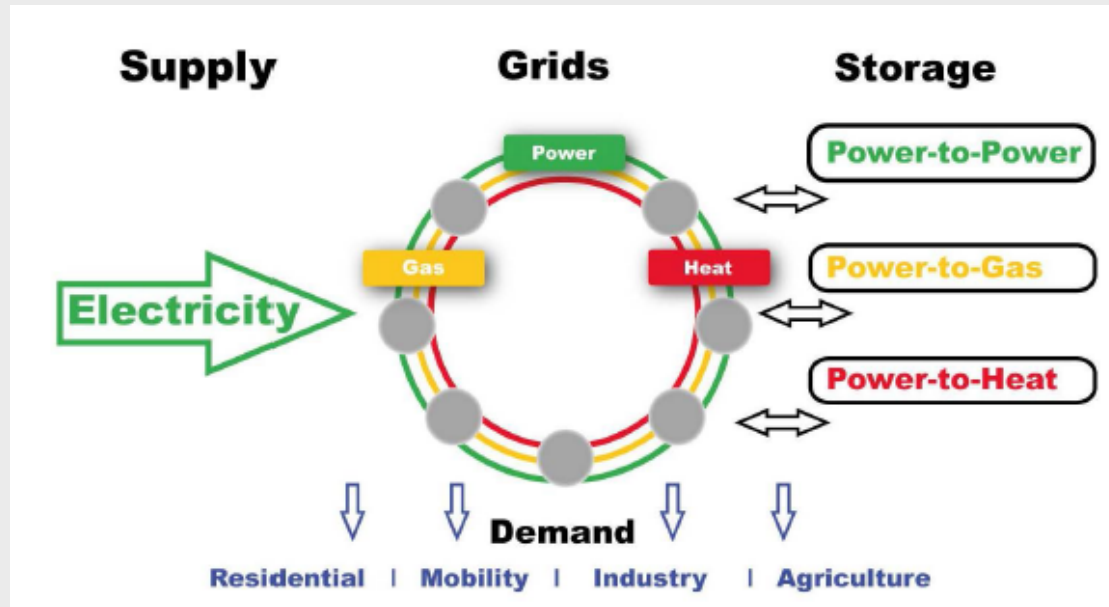 Supply
Grids
Storage
Power
Power-to-Power
Gas
Heat
Power-to-Gas
Electricity
Power-to-Heat
Demand
Residential | Mobility | Industry | Agriculture